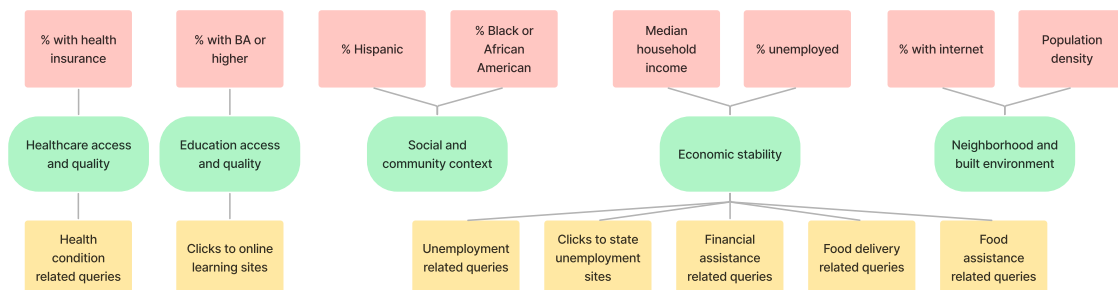 % with health
insurance
% with BA or
higher
% Hispanic
% Black or
African
American
Median
household
income
% unemployed
% with internet
Population
density
Healthcare access
and quality
Education access
and quality
Social and
community context
Economic stability
Neighborhood and
built environment
Health
condition
related queries
Clicks to online
learning sites
Unemployment
related queries
Clicks to state
unemployment
sites
Financial
assistance
related queries
Food delivery
related queries
Food
assistance
related queries